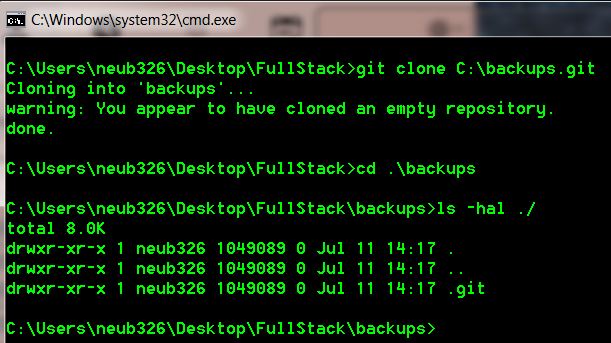 C:\Windows\system32\cmd.exe
C:\Users\neub326\Desktop\FullStack>git clone C:\backups.git
Cloning into 'backups'...
warning: You appear to have cloned an empty repository.
done.
C:\Users\neub326\Desktop\FullStack>cd .\backups
C:\Users\neub326\Desktop\FullStack\backups>ls -hal ./
total 8.0K
drwxr-xr-x 1 neub326 1049089 0 Jul 11 14:17 .
drwxr-xr-x 1 neub326 1049089 0 Jul 11 14:17 ..
drwxr-xr-x 1 neub326 1049089 0 Jul 11 14:17 .git
C:\Users\neub326\Desktop\FullStack\backups>